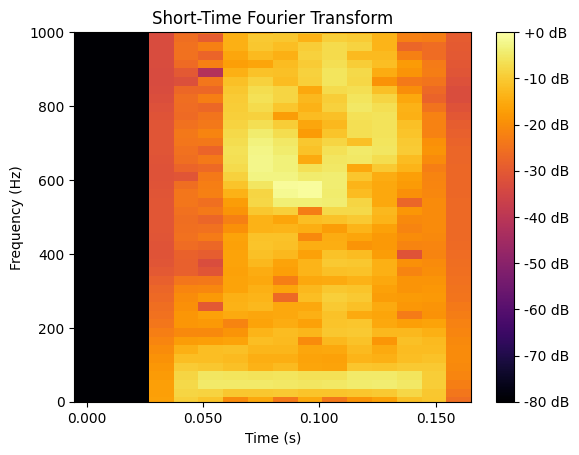 Short-Time Fourier Transform
1000
800
600
400
200
0
Frequency (Hz)
0.000
0.050
0.100
0.150
Time (s)
+0 dB
-10 dB
-20 dB
-30 dB
-40 dB
-50 dB
-60 dB
-70 dB
-80 dB